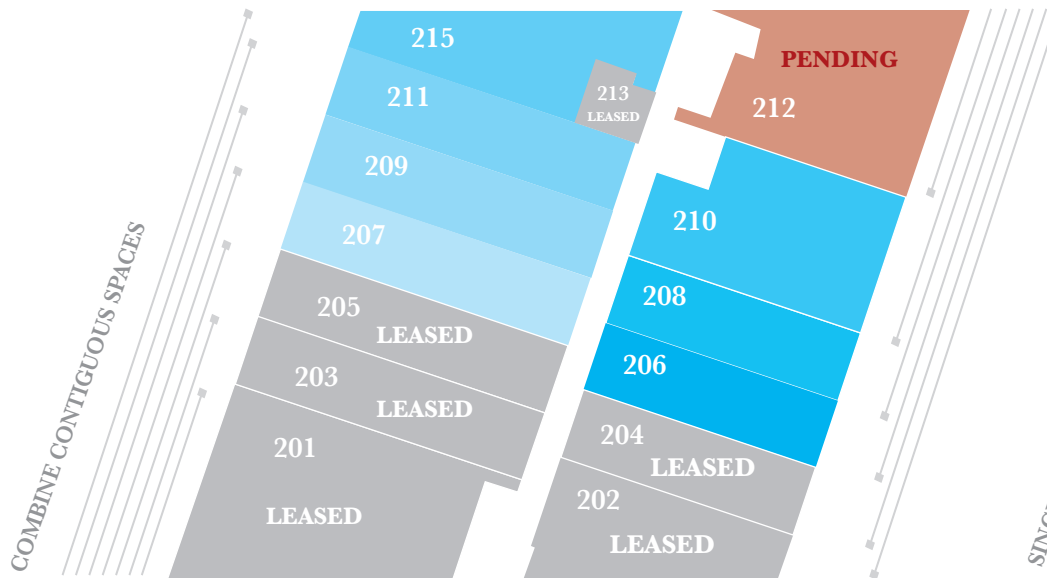 COMBINE CONTIGUOUS SPACES
215
211
213
LEASED
209
207
205
LEASED
203
LEASED
201
LEASED
PENDING
212
210
208
206
204
LEASED
202
LEASED